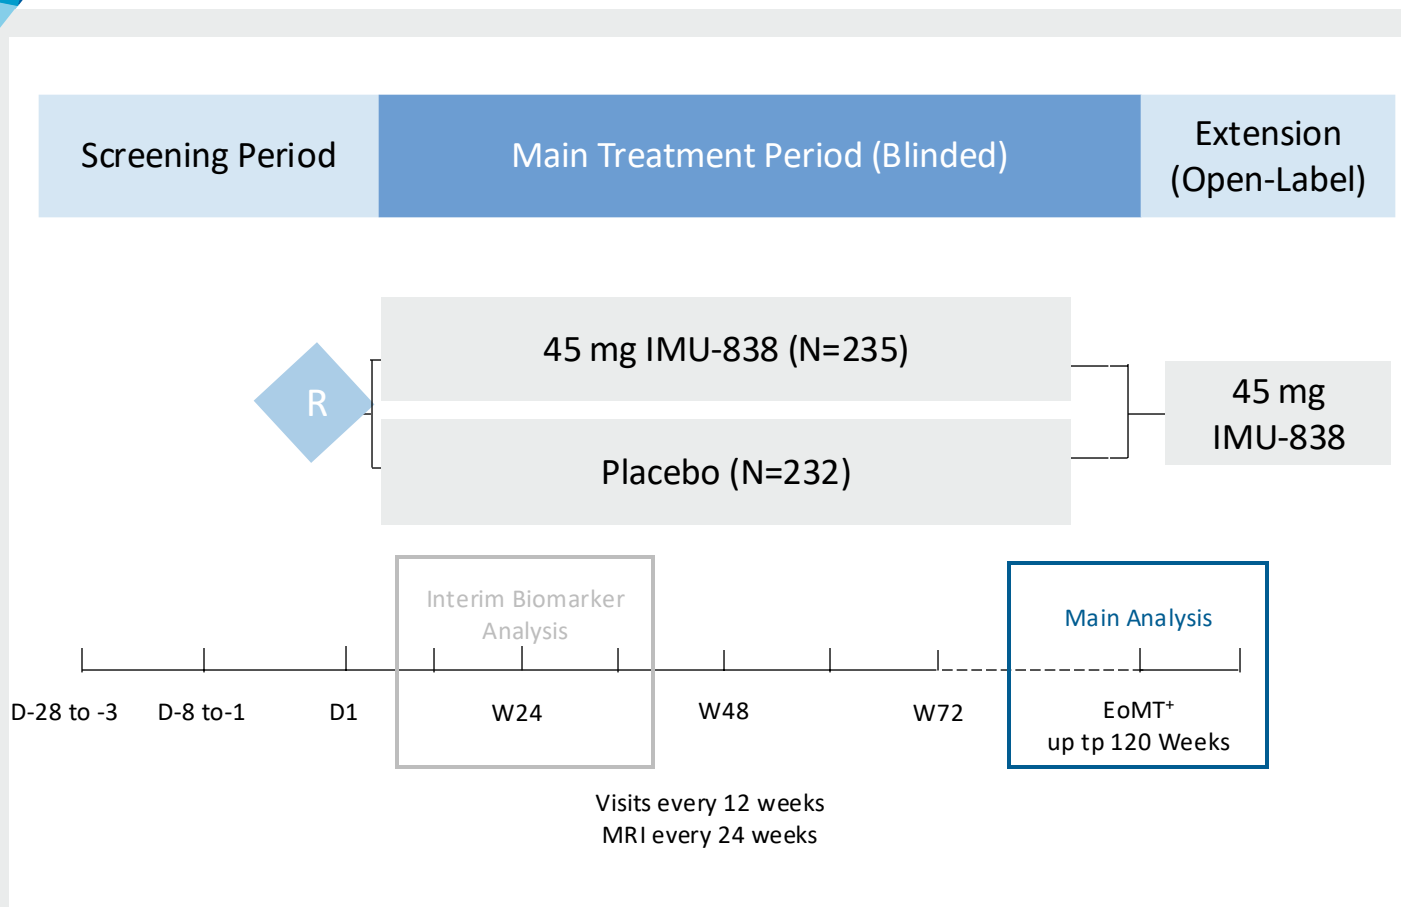 Screening Period
Main Treatment Period (Blinded)
Extension
(Open-Label)
45 mg IMU-838 (N=235)
R
45 mg
IMU-838
Placebo (N=232)
Interim Biomarker
Analysis
Main Analysis
D-28 to -3
D-8 to-1
D1
W24
W48
W72
EoMT⁺
up tp 120 Weeks
Visits every 12 weeks
MRI every 24 weeks